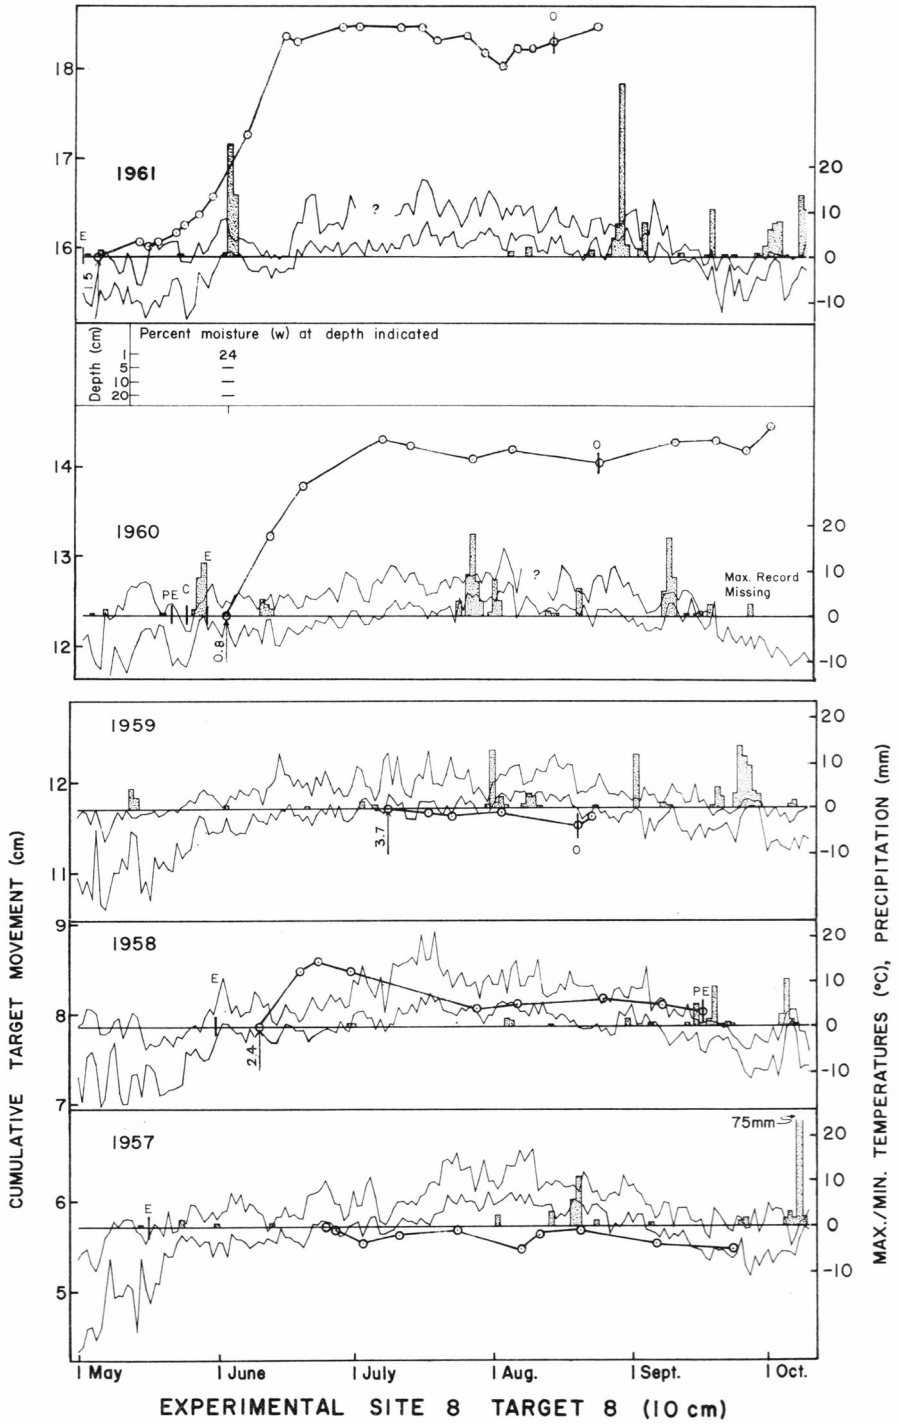 O
18
17
1961
20
?
10
16
E
0
1.5
-10
Depth (cm)
Percent moisture (w) at depth indicated
1
24
5
—
10
—
20
—
14
O
1960
20
13
E
10
?
PE
C
Max. Record
Missing
0
12
0.8
-10
1959
20
12
10
0
3.7
O
-10
11
9
1958
20
E
10
PE
8
0
2.4
-10
7
75mm
1957
20
6
10
E
0
5
-10
CUMULATIVE TARGET MOVEMENT (cm)
MAX./MIN. TEMPERATURES (°C), PRECIPITATION (mm)
1 May
1 June
1 July
1 Aug.
1 Sept.
1 Oct.
EXPERIMENTAL SITE 8 TARGET 8 (10 cm)